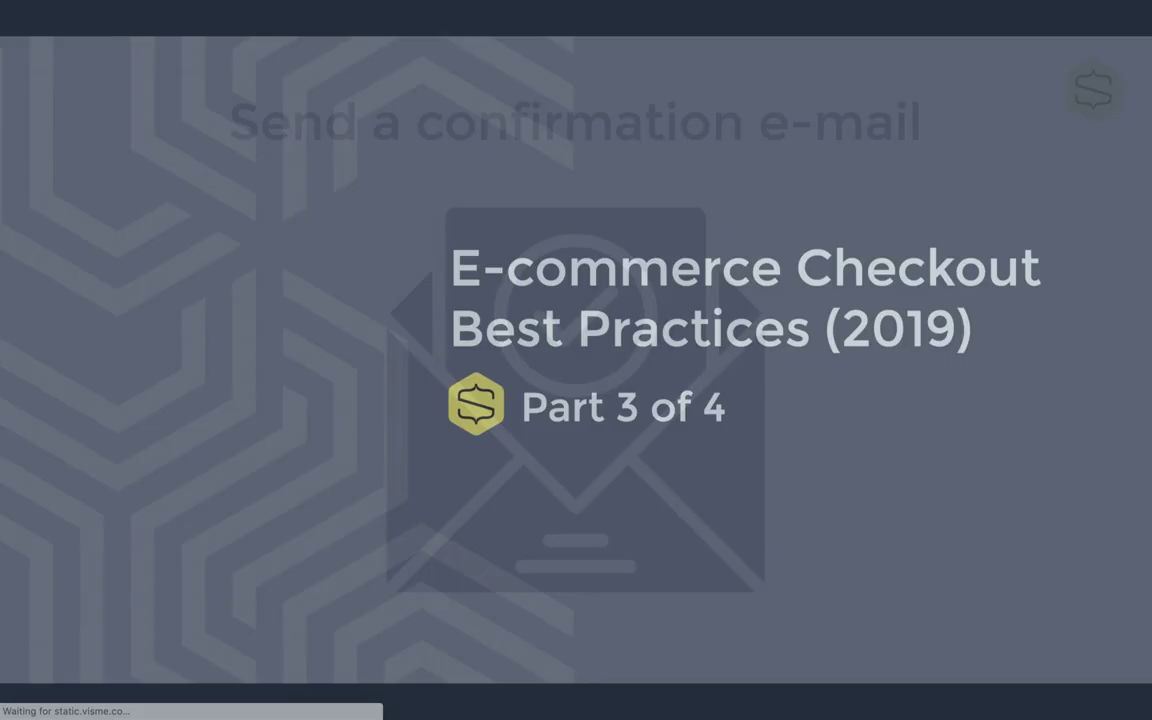 Send a confirmation e-mail
E-commerce Checkout
Best Practices (2019)
Part 3 of 4
Waiting for static.visme.co...